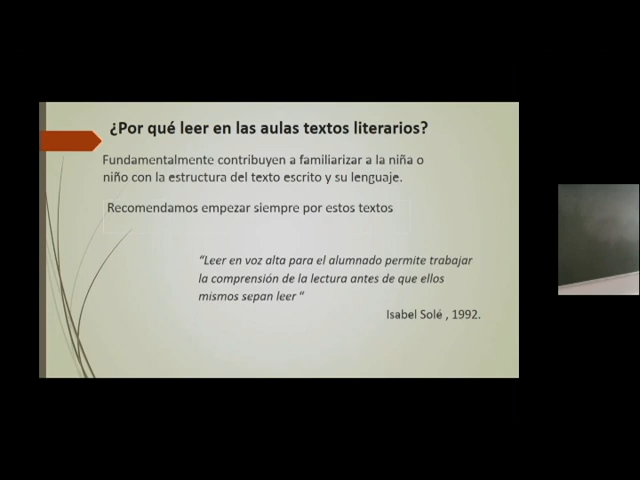 ¿Por qué leer en las aulas textos literarios?
Fundamentalmente contribuyen a familiarizar a la niña o
niño con la estructura del texto escrito y su lenguaje.
Recomendamos empezar siempre por estos textos
“Leer en voz alta para el alumnado permite trabajar
la comprensión de la lectura antes de que ellos
mismos sepan leer “
Isabel Solé , 1992.